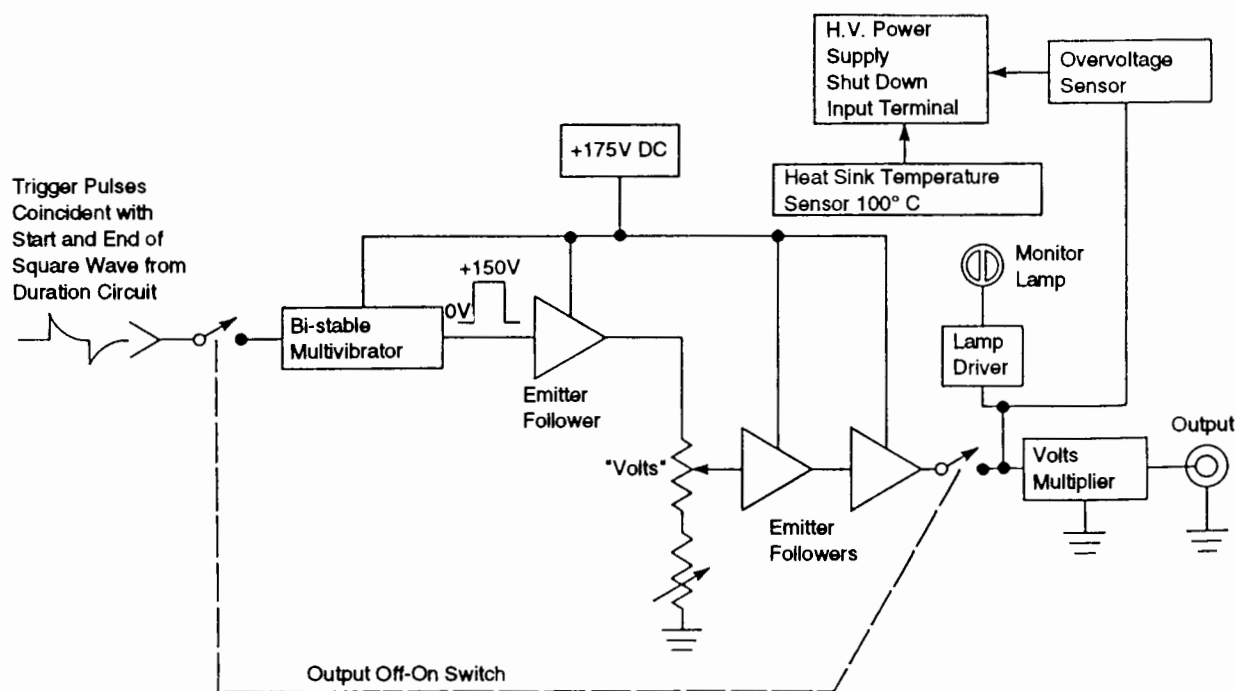 H.V. Power
Supply
Shut Down
Input Terminal
Overvoltage
Sensor
+175V DC
Heat Sink Temperature
Sensor 100° C
Trigger Pulses
Coincident with
Start and End of
Square Wave from
Duration Circuit
+150V
0V
Monitor
Lamp
Bi-stable
Multivibrator
Lamp
Driver
Emitter
Follower
Output
"Volts"
Volts
Multiplier
Emitter
Followers
Output Off-On Switch